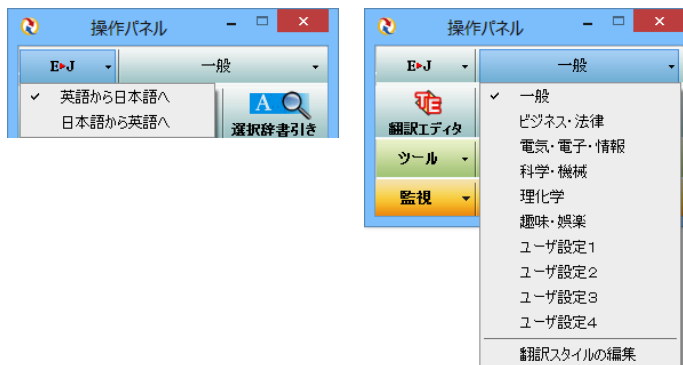 操作パネル
E▸J 一般
英語から日本語へ
日本語から英語へ
A
選択辞書引き
操作パネル
E▸J 一般
翻訳エディタ
ツール
監視
一般
ビジネス・法律
電気・電子・情報
科学・機械
理化学
趣味・娯楽
ユーザ設定1
ユーザ設定2
ユーザ設定3
ユーザ設定4
翻訳スタイルの編集